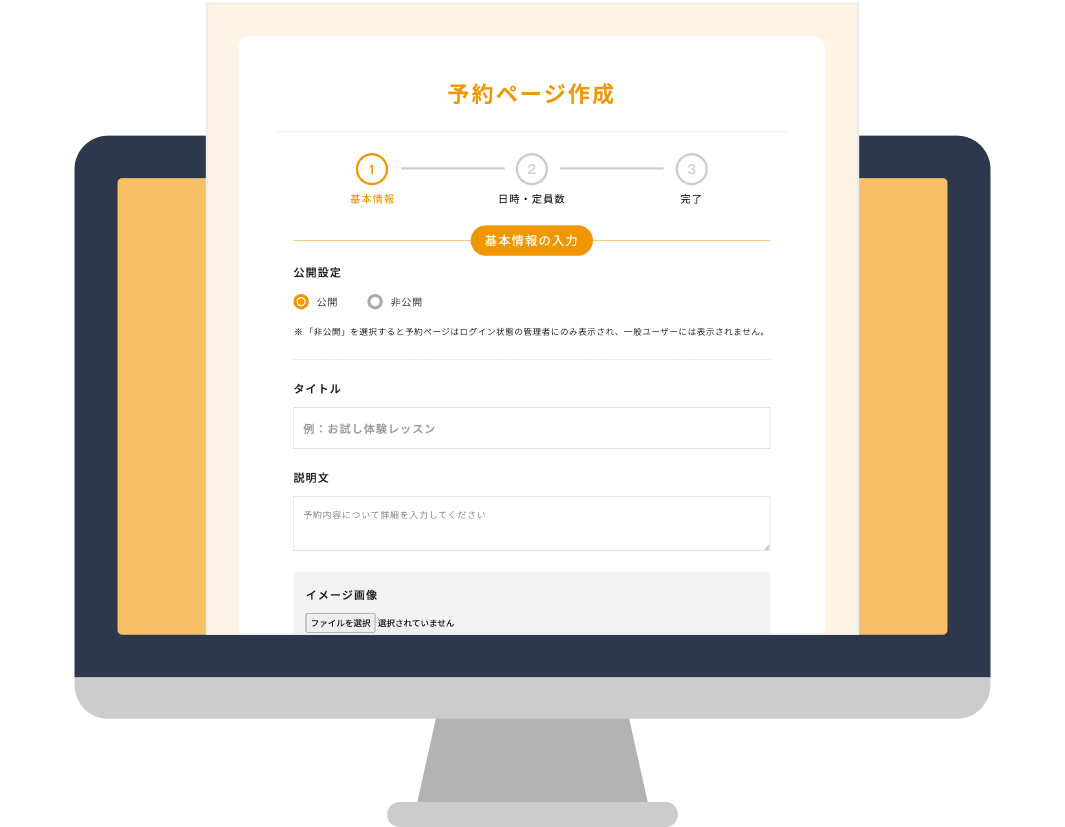 予約ページ作成
1 2 3
基本情報 日時・定員数 完了
基本情報の入力
公開設定
公開 非公開
※「非公開」を選択すると予約ページはログイン状態の管理者にのみ表示され、一般ユーザーには表示されません。
タイトル
例：お試し体験レッスン
説明文
予約内容について詳細を入力してください
イメージ画像
ファイルを選択 選択されていません